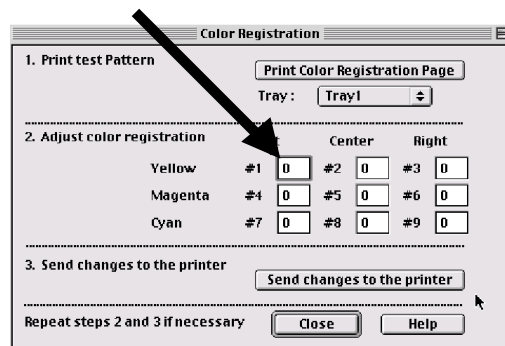 Color Registration
1. Print test Pattern
Print Color Registration Page
Tray: Tray1
2. Adjust color registration Center Right
Yellow #1 0 #2 0 #3 0
Magenta #4 0 #5 0 #6 0
Cyan #7 0 #8 0 #9 0
3. Send changes to the printer
Send changes to the printer
Repeat steps 2 and 3 if necessary Close Help